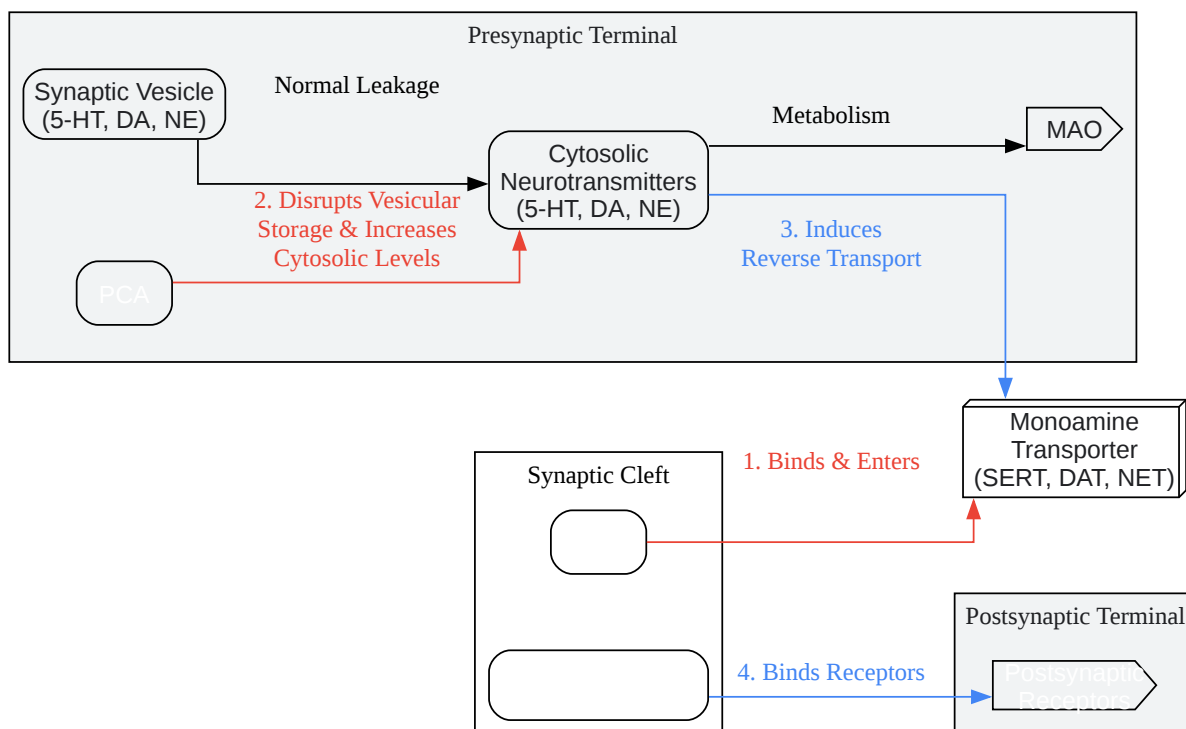 Presynaptic Terminal
Normal Leakage
Synaptic Vesicle
(5-HT, DA, NE)
Metabolism
MAO
Cytosolic
Neurotransmitters
(5-HT, DA, NE)
2. Disrupts Vesicular
Storage & Increases
Cytosolic Levels
3. Induces
Reverse Transport
PCA
Monoamine
Transporter
(SERT, DAT, NET)
1. Binds & Enters
Synaptic Cleft
Postsynaptic Terminal
4. Binds Receptors
Postsynaptic
Receptors